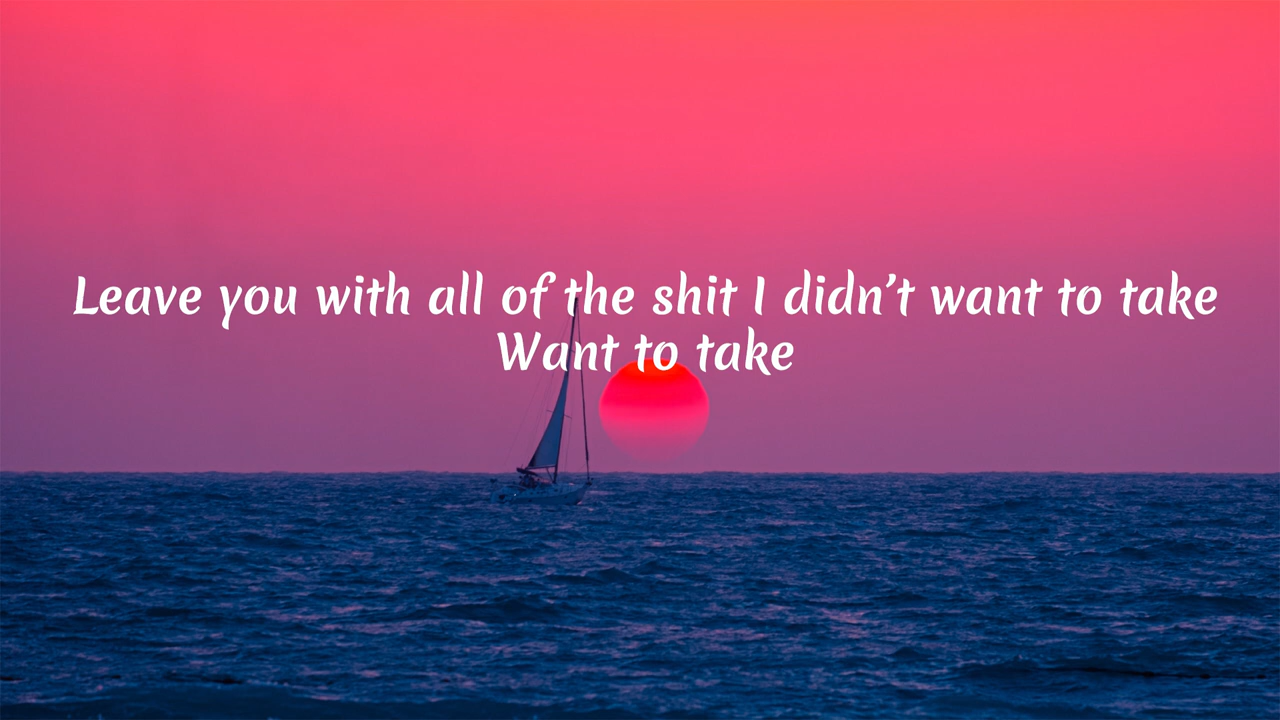 Leave you with all of the shit I didn’t want to take
Want to take